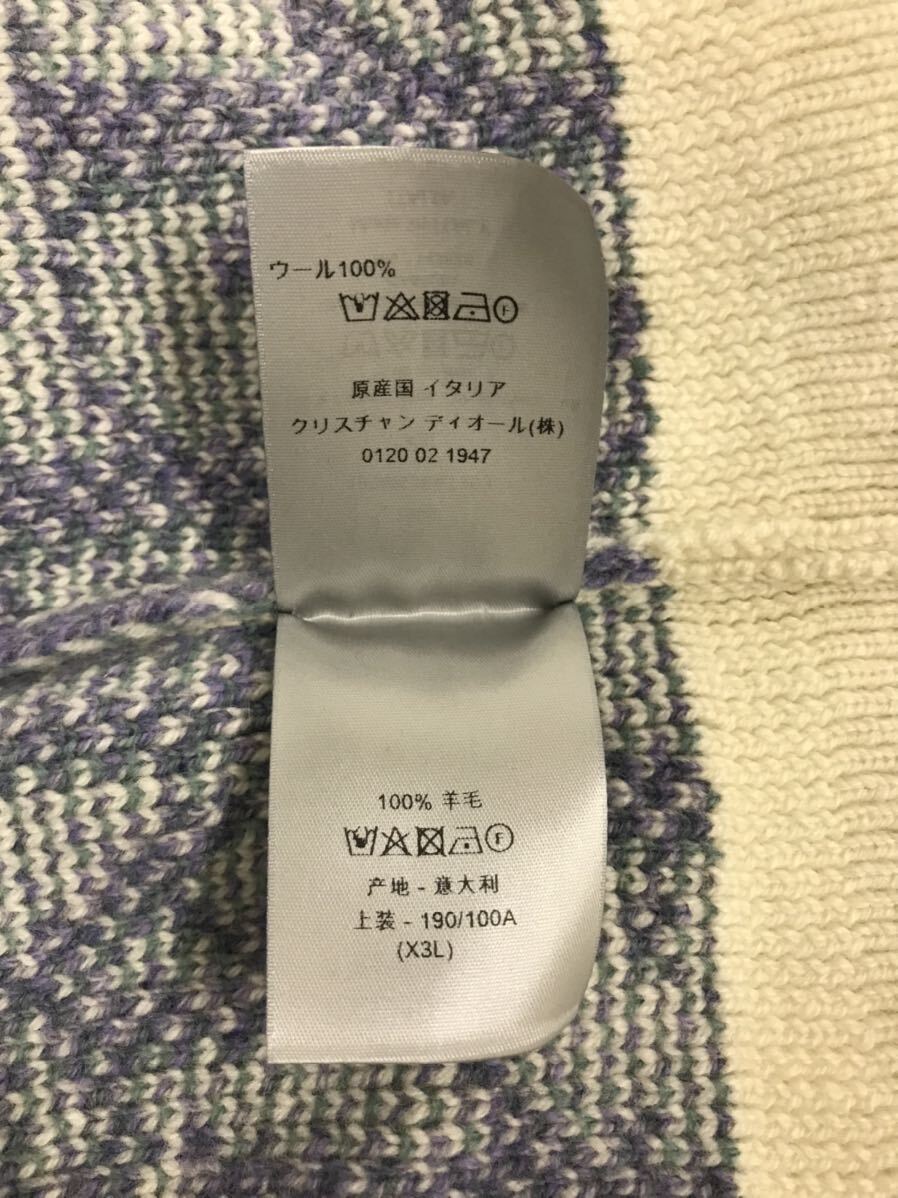 ウール100%
F
原産国 イタリア
クリスチャン ディオール(株)
0120 02 1947
100% 羊毛
F
产地 - 意大利
上装 - 190/100A
(X3L)